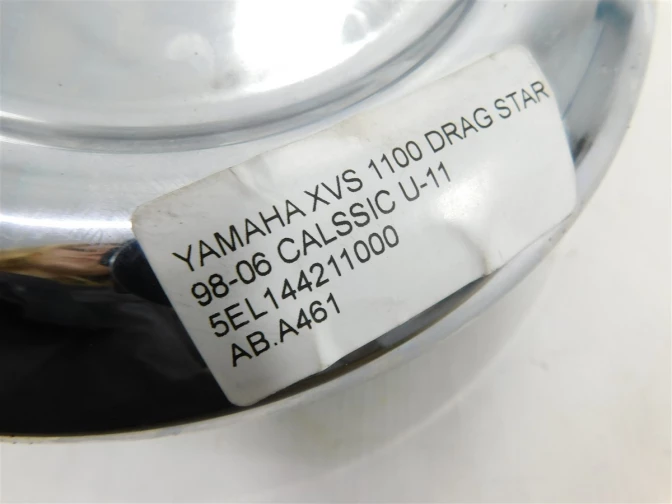 YAMAHA XVS 1100 DRAG STAR
98-06 CALSSIC U-11
5EL144211000
AB.A461